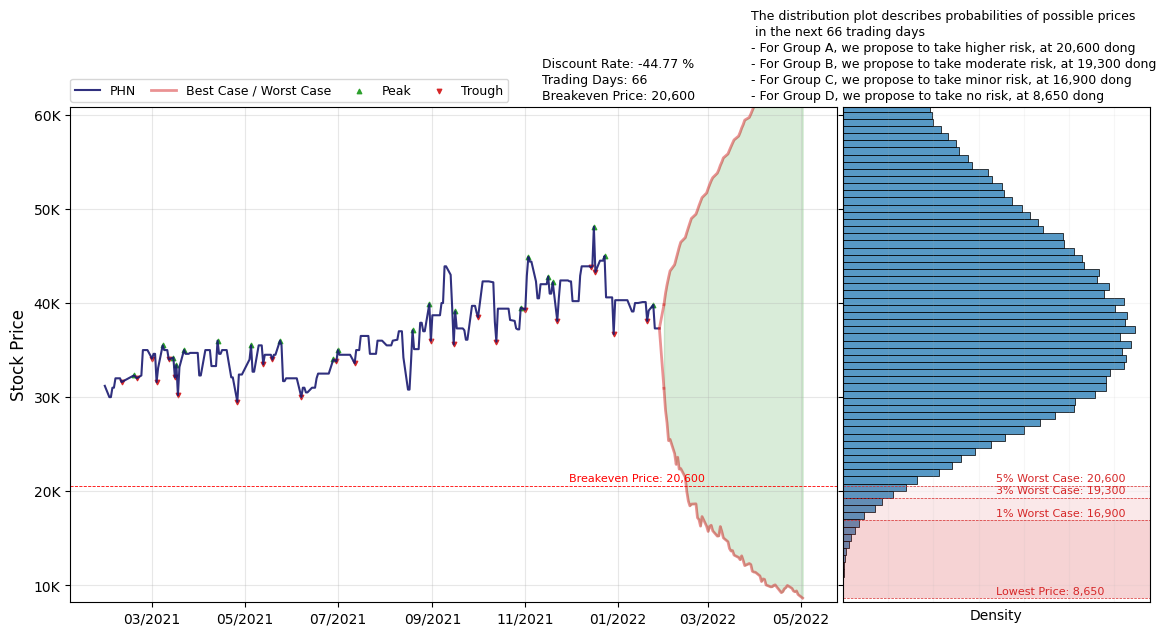 The distribution plot describes probabilities of possible prices
in the next 66 trading days
- For Group A, we propose to take higher risk, at 20,600 dong
- For Group B, we propose to take moderate risk, at 19,300 dong
- For Group C, we propose to take minor risk, at 16,900 dong
- For Group D, we propose to take no risk, at 8,650 dong
Discount Rate: -44.77 %
Trading Days: 66
Breakeven Price: 20,600
PHN
Best Case / Worst Case
Peak
Trough
Stock Price
60K
50K
40K
30K
20K
10K
Breakeven Price: 20,600
03/2021
05/2021
07/2021
09/2021
11/2021
01/2022
03/2022
05/2022
5% Worst Case: 20,600
3% Worst Case: 19,300
1% Worst Case: 16,900
Lowest Price: 8,650
Density